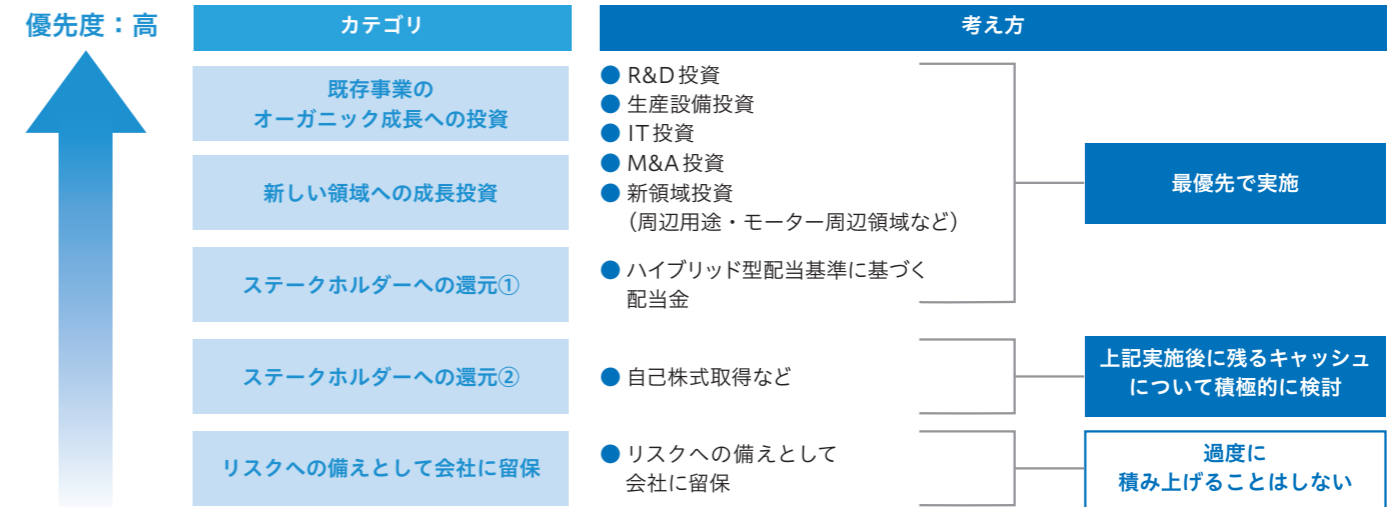 優先度：高
カテゴリ
考え方
既存事業の
オーガニック成長への投資
新しい領域への成長投資
ステークホルダーへの還元①
ステークホルダーへの還元②
リスクへの備えとして会社に留保
● R&D投資
● 生産設備投資
● IT投資
● M&A投資
● 新領域投資
（周辺用途・モーター周辺領域など）
● ハイブリッド型配当基準に基づく
配当金
● 自己株式取得など
● リスクへの備えとして
会社に留保
最優先で実施
上記実施後に残るキャッシュ
について積極的に検討
過度に
積み上げることはしない